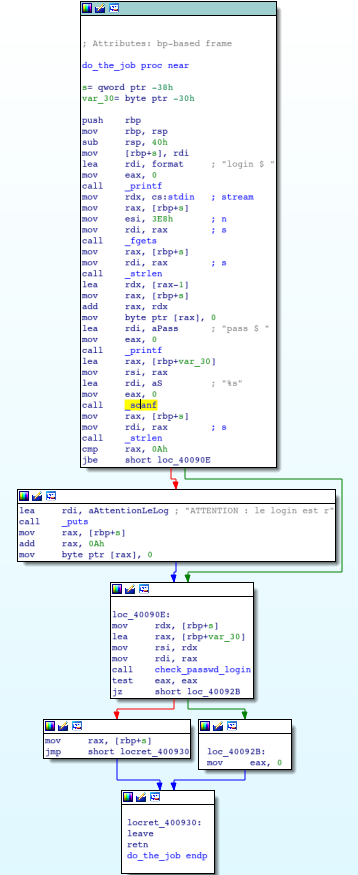 ; Attributes: bp-based frame
do_the_job proc near
s= qword ptr -38h
var_30= byte ptr -30h
push rbp
mov rbp, rsp
sub rsp, 40h
mov [rbp+s], rdi
lea rdi, format ; "login $ "
mov eax, 0
call _printf
mov rdx, cs:stdin ; stream
mov rax, [rbp+s]
mov esi, 3E8h ; n
mov rdi, rax ; s
call _fgets
mov rax, [rbp+s]
mov rdi, rax ; s
call _strlen
lea rdx, [rax-1]
mov rax, [rbp+s]
add rax, rdx
mov byte ptr [rax], 0
lea rdi, aPass ; "pass $ "
mov eax, 0
call _printf
lea rax, [rbp+var_30]
mov rsi, rax
lea rdi, aS ; "%s"
mov eax, 0
call _scanf
mov rax, [rbp+s]
mov rdi, rax ; s
call _strlen
cmp rax, 0Ah
jbe short loc_40090E
lea rdi, aAttentionLeLog ; "ATTENTION : le login est r"
call _puts
mov rax, [rbp+s]
add rax, 0Ah
mov byte ptr [rax], 0
loc_40090E:
mov rdx, [rbp+s]
lea rax, [rbp+var_30]
mov rsi, rdx
mov rdi, rax
call check_passwd_login
test eax, eax
jz short loc_40092B
mov rax, [rbp+s]
jmp short locret_400930
loc_40092B:
mov eax, 0
locret_400930:
leave
retn
do_the_job endp